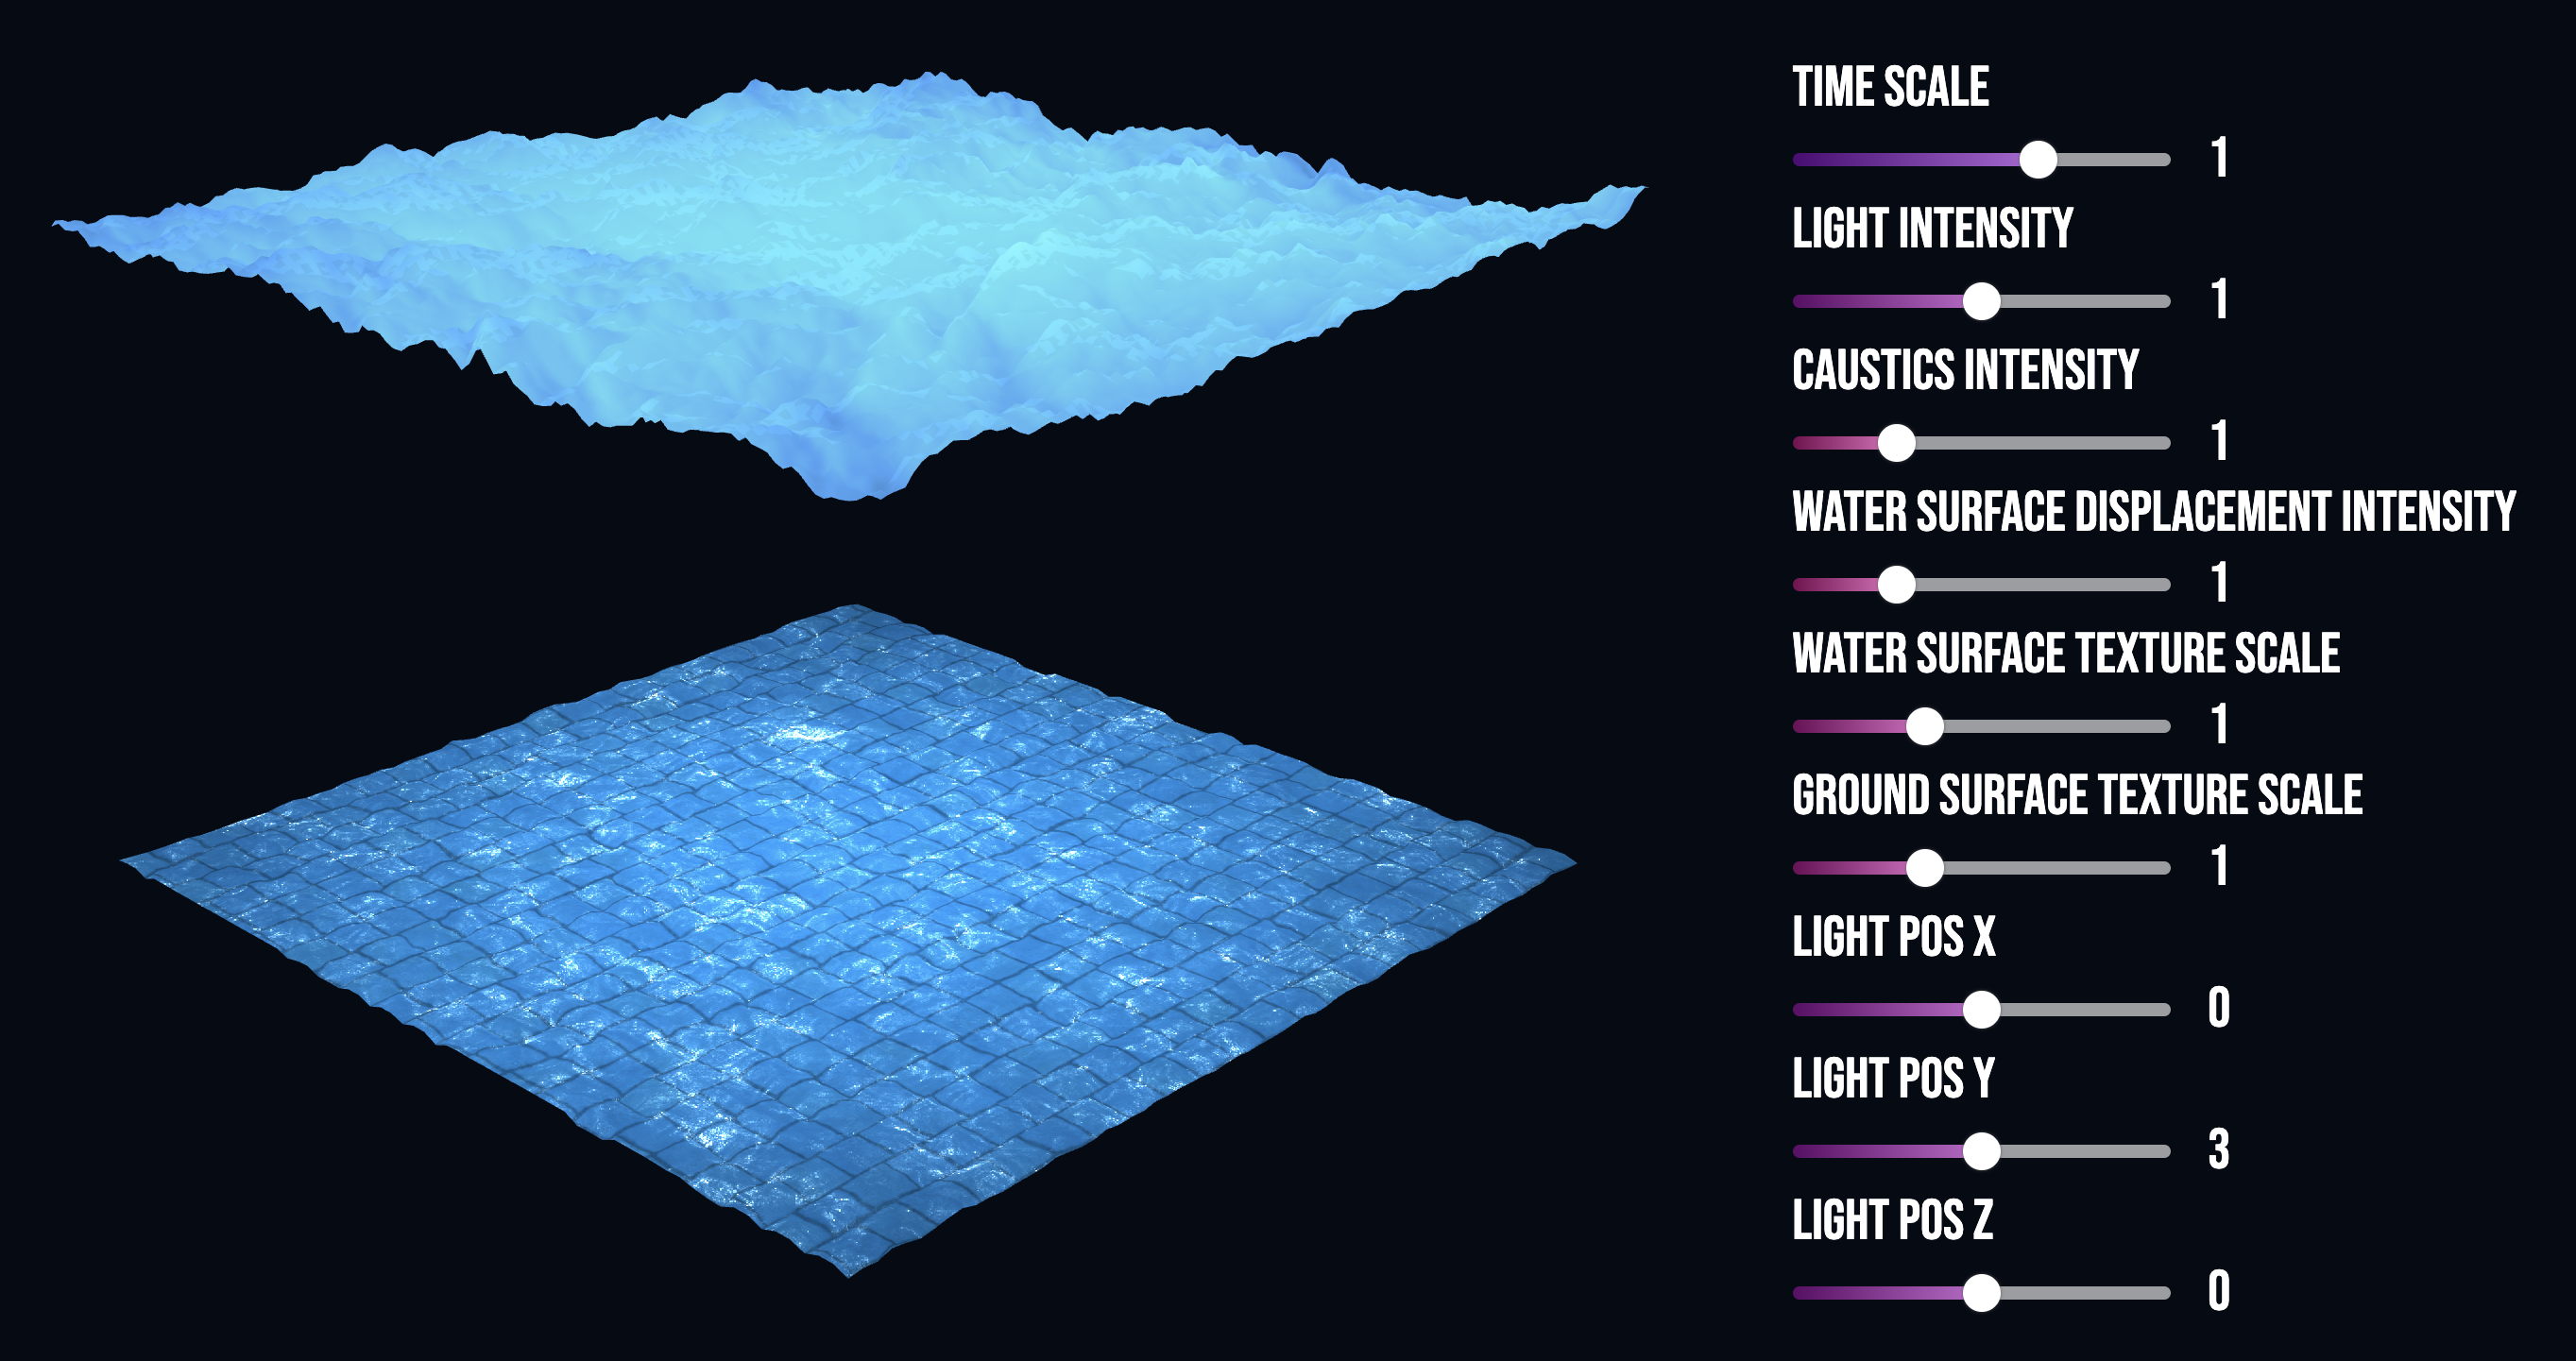 TIME SCALE
1
LIGHT INTENSITY
1
CAUSTICS INTENSITY
1
WATER SURFACE DISPLACEMENT INTENSITY
1
WATER SURFACE TEXTURE SCALE
1
GROUND SURFACE TEXTURE SCALE
1
LIGHT POS X
0
LIGHT POS Y
3
LIGHT POS Z
0